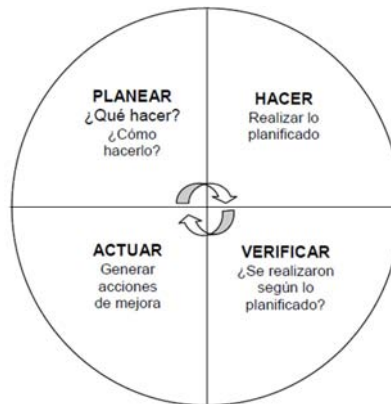 PLANEAR
¿Qué hacer?
¿Cómo
hacerlo?
HACER
Realizar lo
planificado
ACTUAR
Generar
acciones
de mejora
VERIFICAR
¿Se realizaron
según lo
planificado?